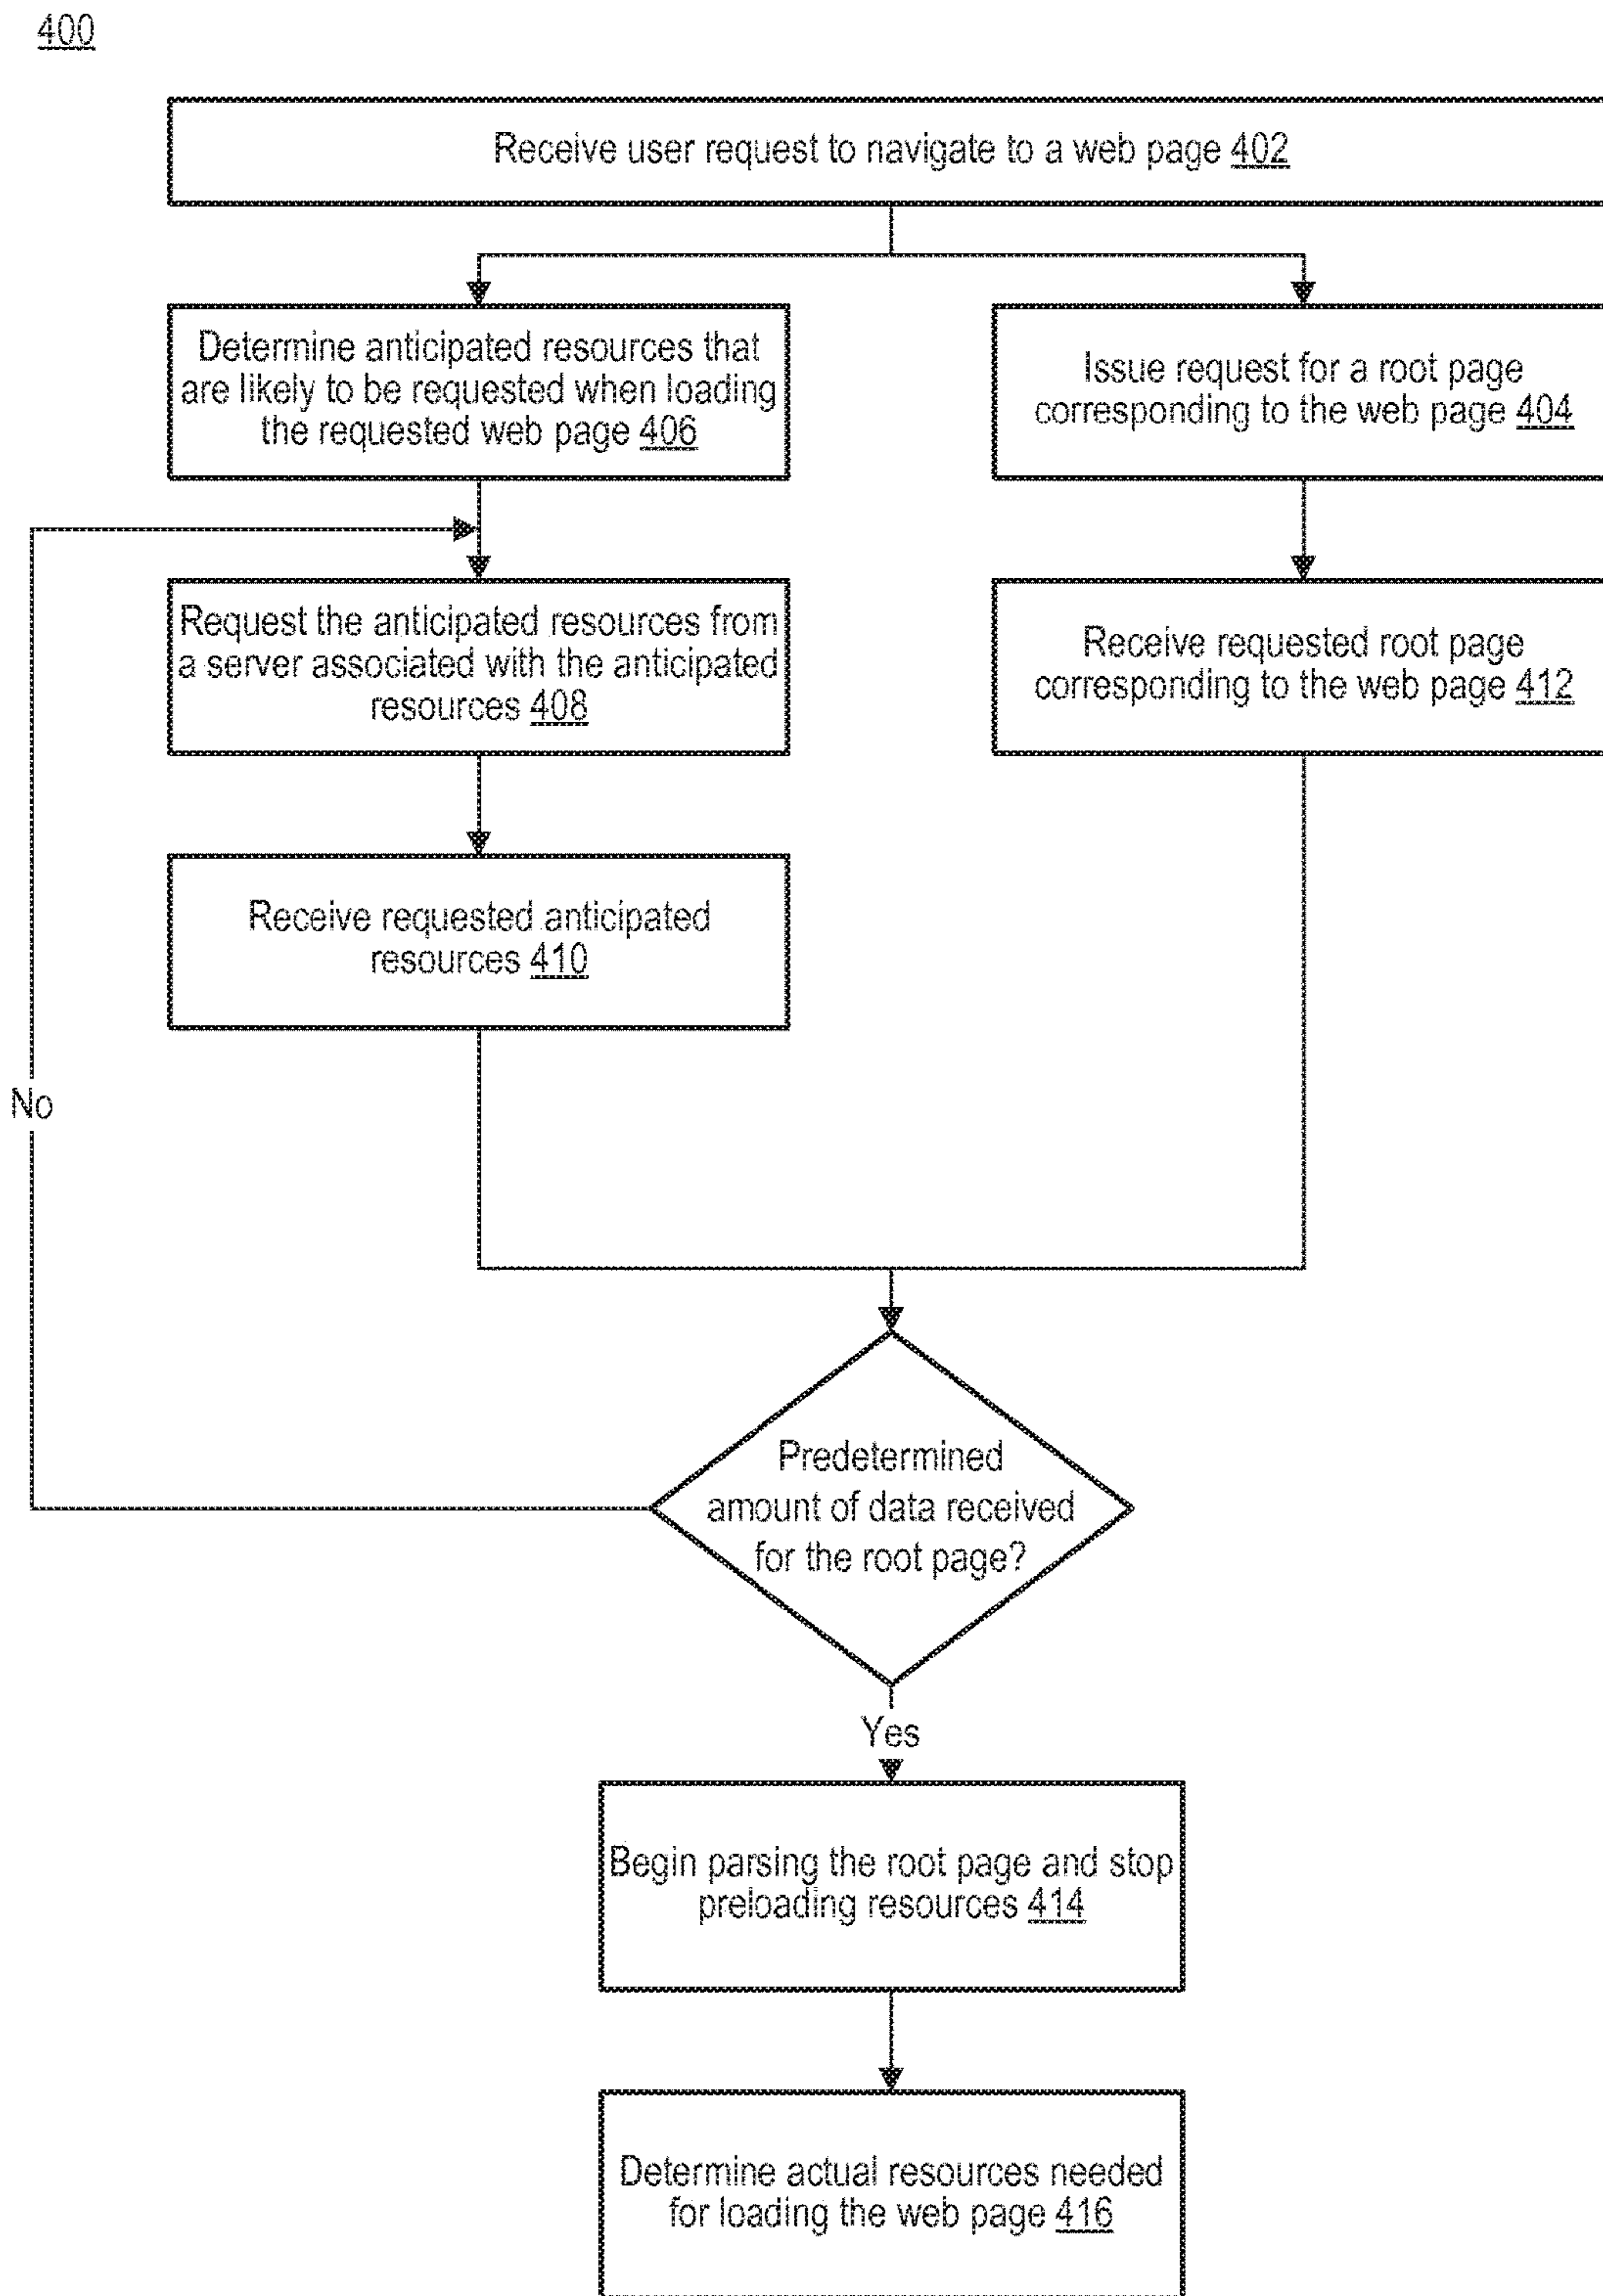 400
Receive user request to navigate to a web page 402
Determine anticipated resources that
are likely to be requested when loading
the requested web page 406
Issue request for a root page
corresponding to the web page 404
Request the anticipated resources from
a server associated with the anticipated
resources 408
Receive requested root page
corresponding to the web page 412
Receive requested anticipated
resources 410
No
Predetermined
amount of data received
for the root page?
Yes
Begin parsing the root page and stop
preloading resources 414
Determine actual resources needed
for loading the web page 416